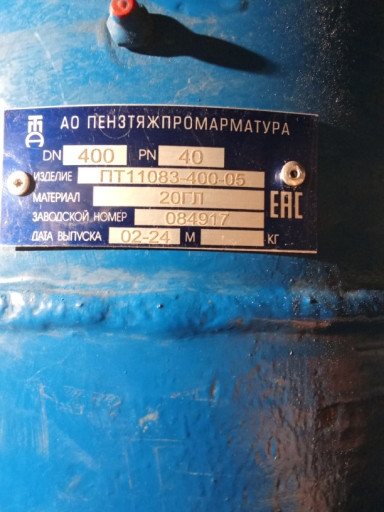 АО ПЕНЗТЯЖПРОМАРМАТУРА
DN 400 PN 40
ИЗДЕЛИЕ ПТ11083-400-05
МАТЕРИАЛ 20ГЛ
ЗАВОДСКОЙ НОМЕР 084917
ДАТА ВЫПУСКА 02-24 М КГ
EAC